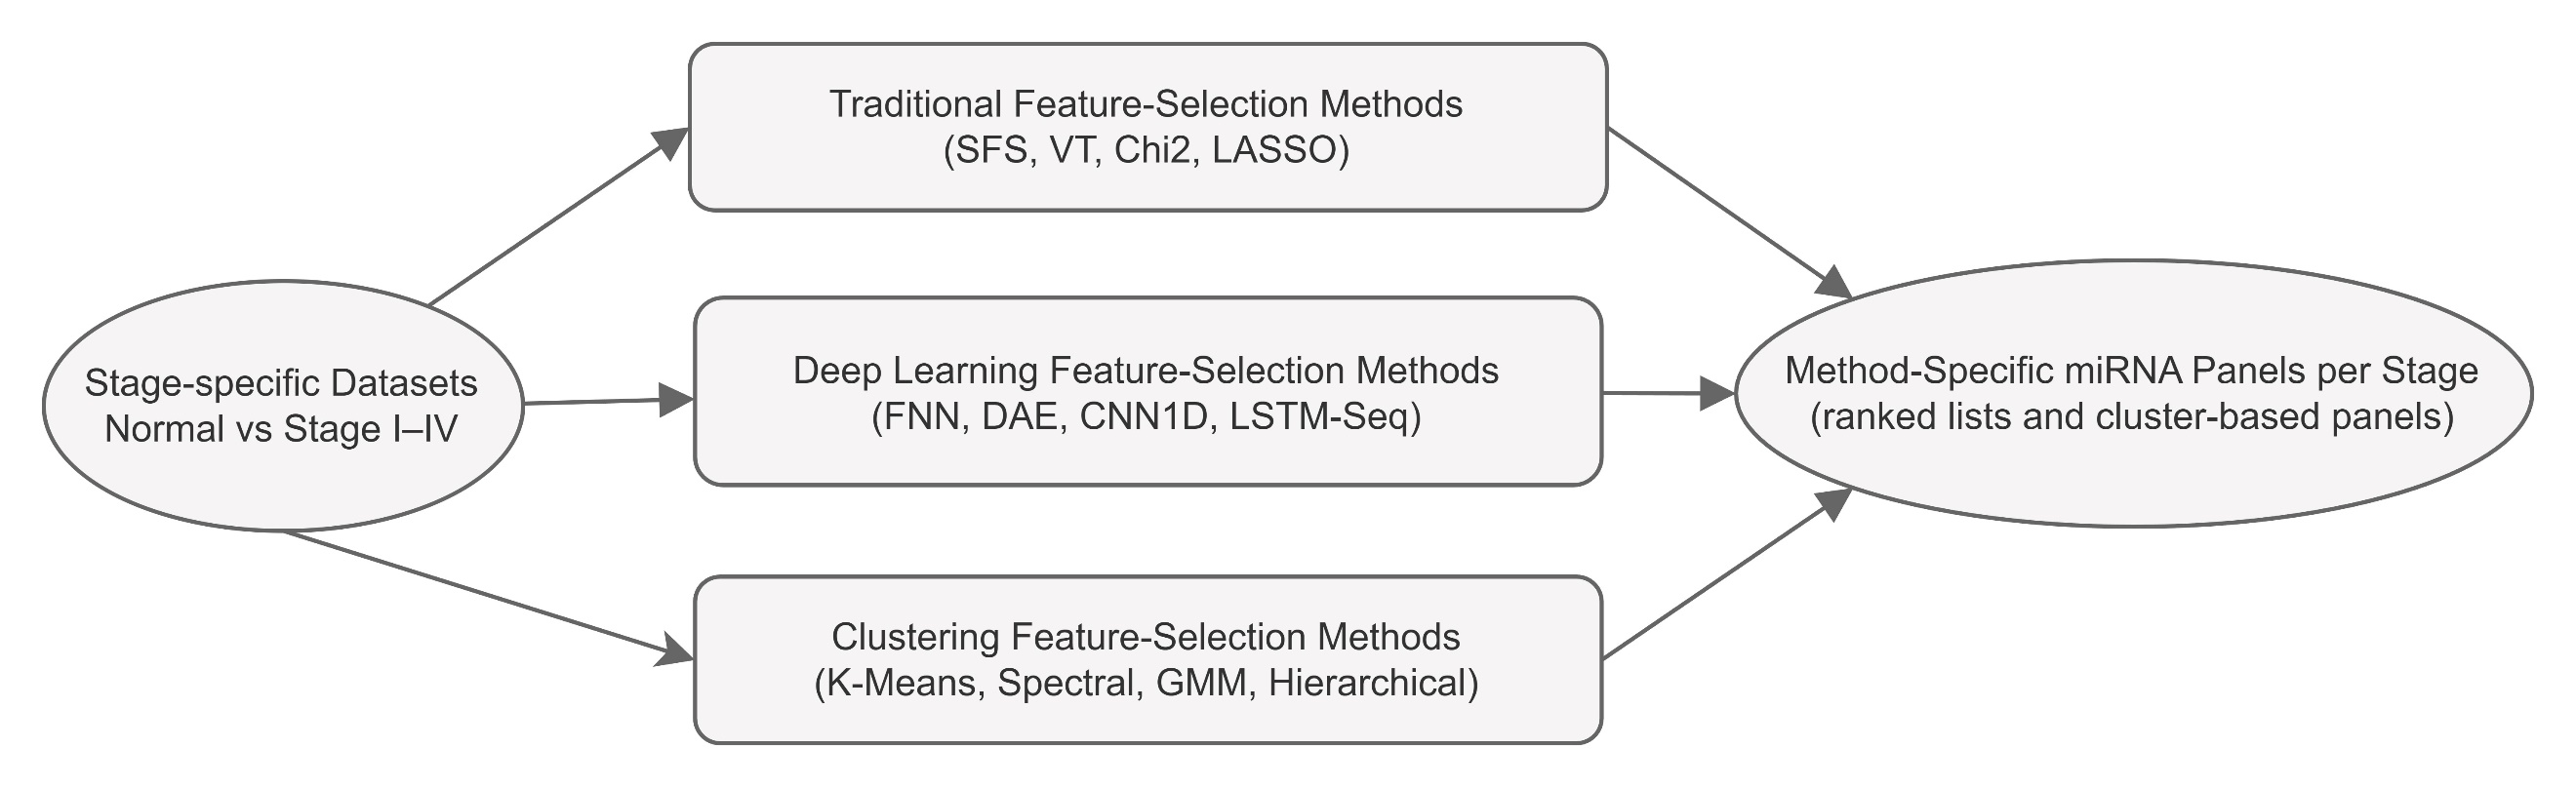 Stage-specific Datasets
Normal vs Stage I–IV
Traditional Feature-Selection Methods
(SFS, VT, Chi2, LASSO)
Deep Learning Feature-Selection Methods
(FNN, DAE, CNN1D, LSTM-Seq)
Clustering Feature-Selection Methods
(K-Means, Spectral, GMM, Hierarchical)
Method-Specific miRNA Panels per Stage
(ranked lists and cluster-based panels)